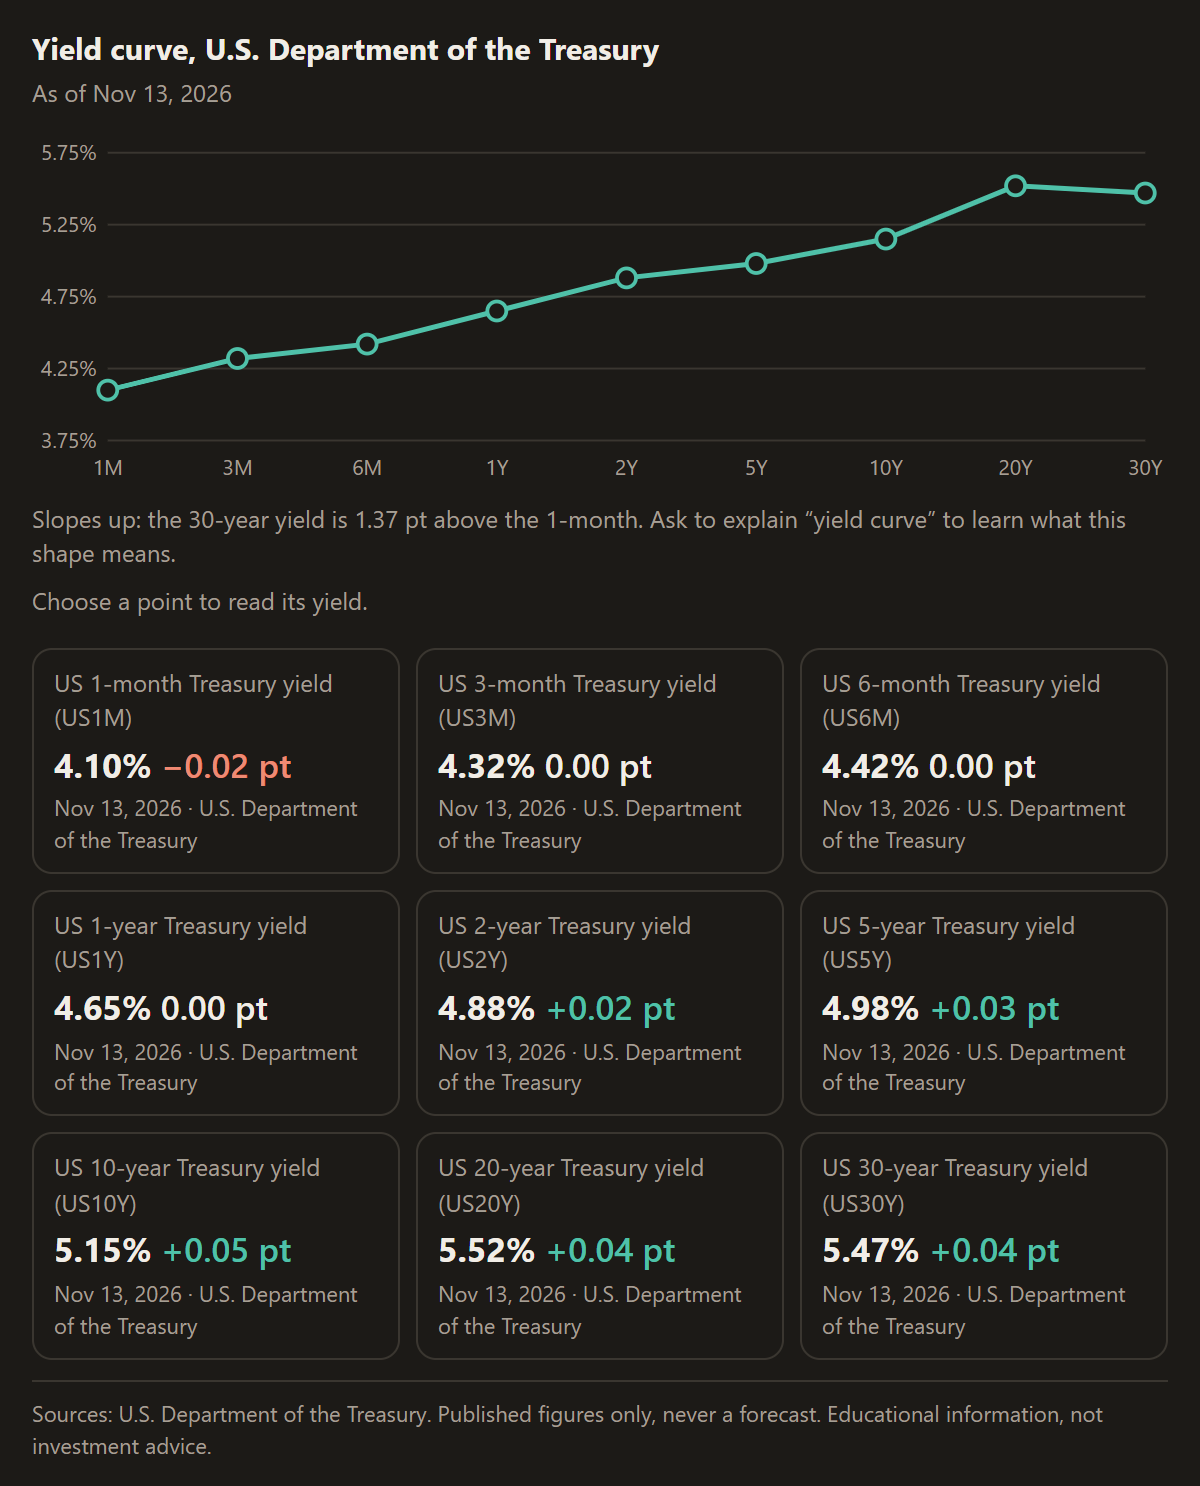 Yield curve, U.S. Department of the Treasury
As of Nov 13, 2026
5.75%
5.25%
4.75%
4.25%
3.75%
1M 3M 6M 1Y 2Y 5Y 10Y 20Y 30Y
Slopes up: the 30-year yield is 1.37 pt above the 1-month. Ask to explain “yield curve” to learn what this
shape means.
Choose a point to read its yield.
US 1-month Treasury yield
(US1M)
4.10% −0.02 pt
Nov 13, 2026 · U.S. Department
of the Treasury
US 3-month Treasury yield
(US3M)
4.32% 0.00 pt
Nov 13, 2026 · U.S. Department
of the Treasury
US 6-month Treasury yield
(US6M)
4.42% 0.00 pt
Nov 13, 2026 · U.S. Department
of the Treasury
US 1-year Treasury yield
(US1Y)
4.65% 0.00 pt
Nov 13, 2026 · U.S. Department
of the Treasury
US 2-year Treasury yield
(US2Y)
4.88% +0.02 pt
Nov 13, 2026 · U.S. Department
of the Treasury
US 5-year Treasury yield
(US5Y)
4.98% +0.03 pt
Nov 13, 2026 · U.S. Department
of the Treasury
US 10-year Treasury yield
(US10Y)
5.15% +0.05 pt
Nov 13, 2026 · U.S. Department
of the Treasury
US 20-year Treasury yield
(US20Y)
5.52% +0.04 pt
Nov 13, 2026 · U.S. Department
of the Treasury
US 30-year Treasury yield
(US30Y)
5.47% +0.04 pt
Nov 13, 2026 · U.S. Department
of the Treasury
Sources: U.S. Department of the Treasury. Published figures only, never a forecast. Educational information, not
investment advice.